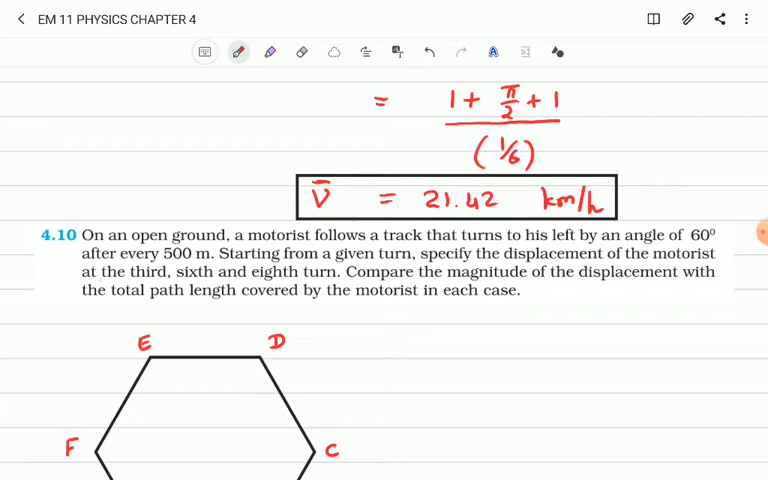 EM 11 PHYSICS CHAPTER 4
= 1 + π/2 + 1
(1/6)
V̄ = 21.42 km/h
4.10 On an open ground, a motorist follows a track that turns to his left by an angle of 60⁰
after every 500 m. Starting from a given turn, specify the displacement of the motorist
at the third, sixth and eighth turn. Compare the magnitude of the displacement with
the total path length covered by the motorist in each case.
E D
F C